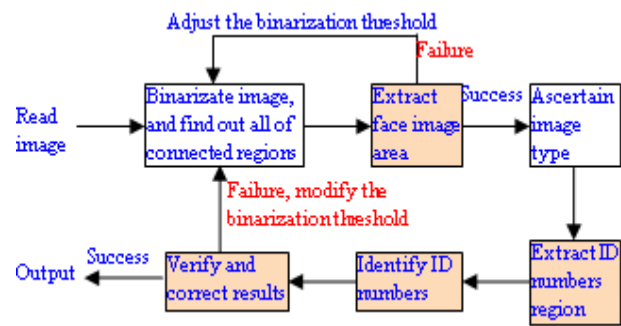 Adjust the binarization threshold
Failure
Read
image
Binarizate image,
and find out all of
connected regions
Extract
face image
area
Success
Ascertain
image
type
Failure, modify the
binarization threshold
Output
Success
Verify and
correct results
Identify ID
numbers
Extract ID
numbers
region